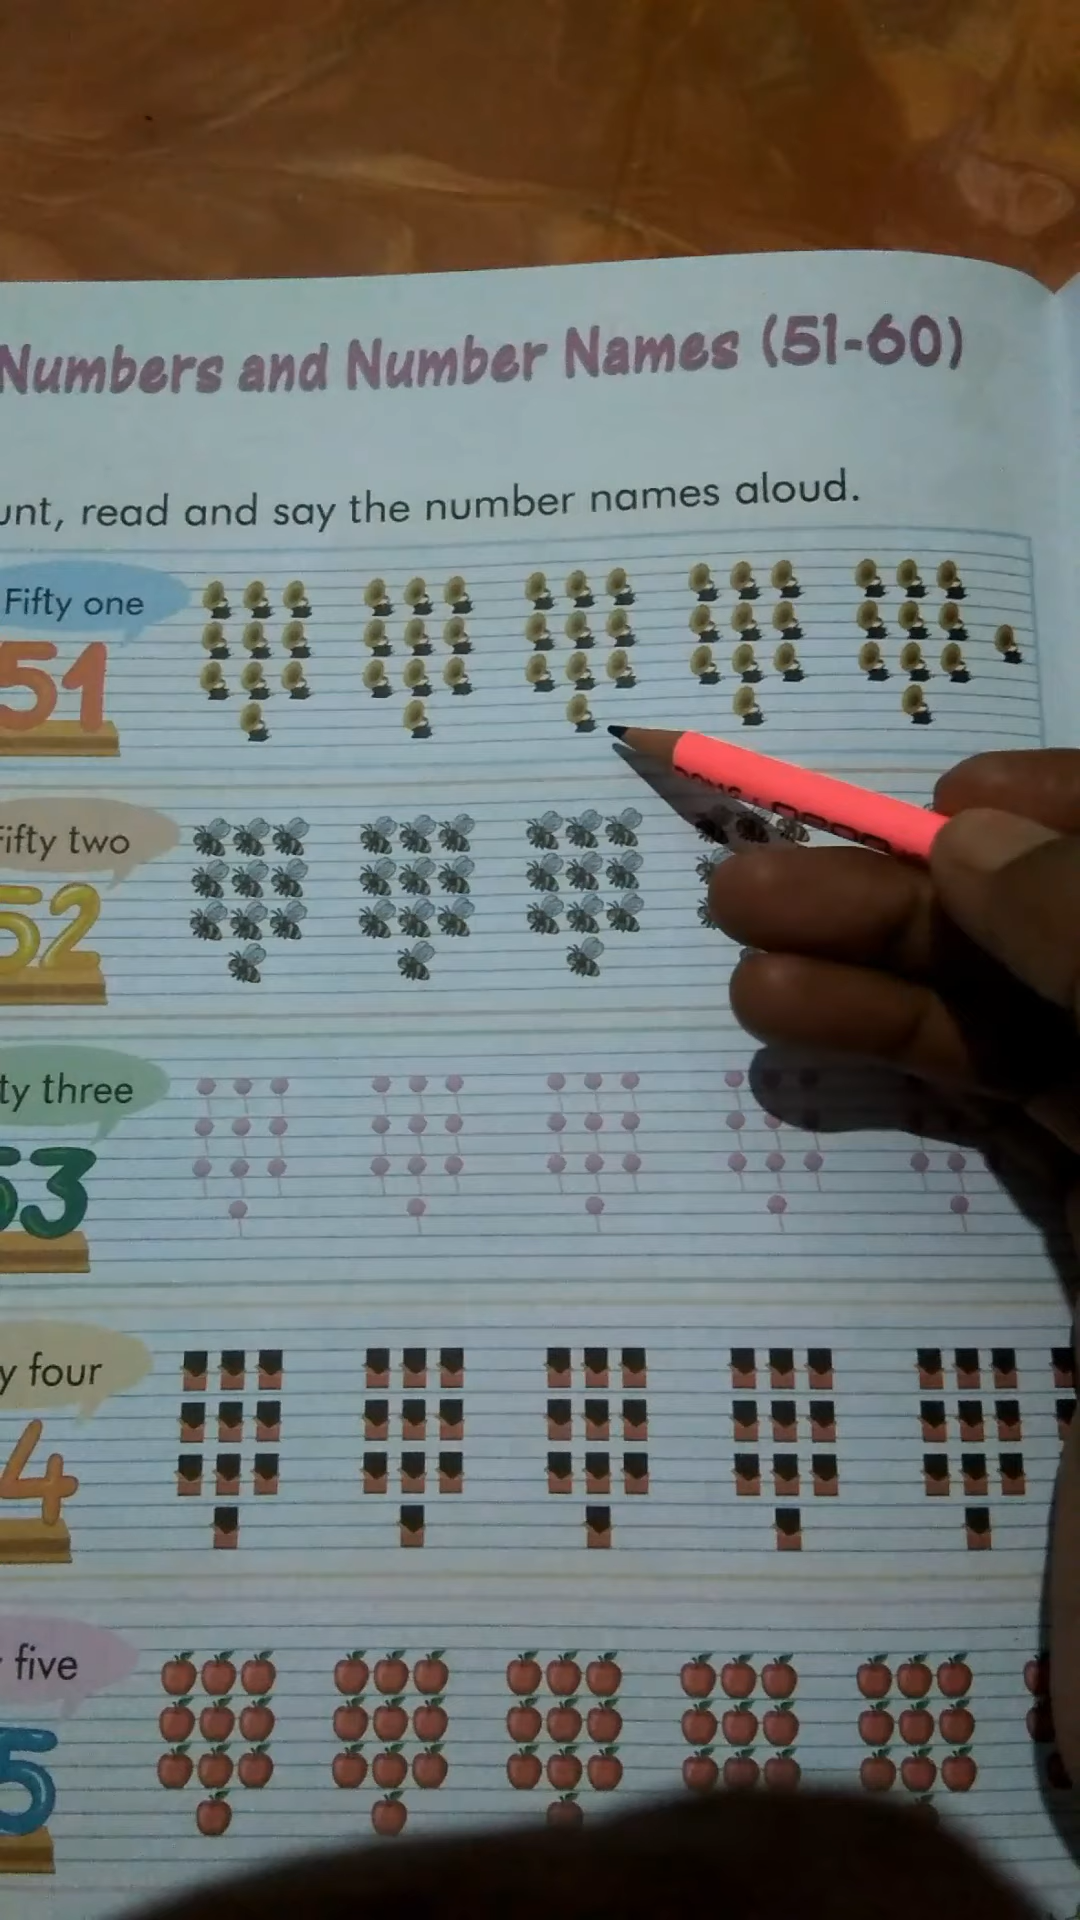 Numbers and Number Names (51-60)
unt, read and say the number names aloud.
Fifty one
51
ifty two
52
ty three
53
y four
4
five
5